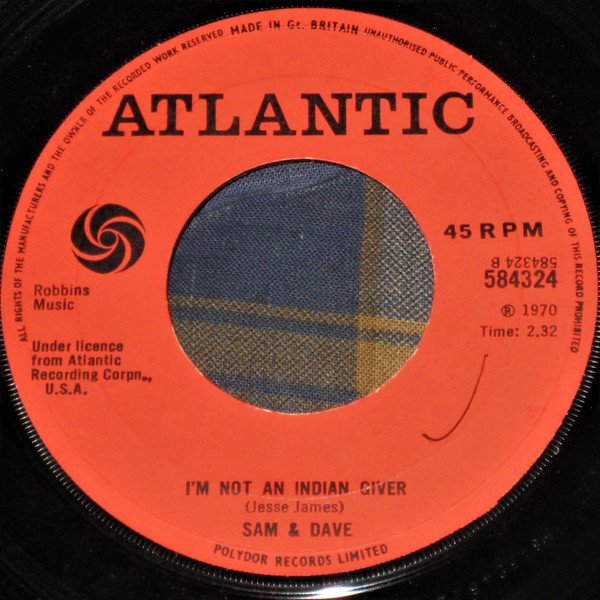 ALL RIGHTS OF THE MANUFACTURERS AND THE OWNER OF THE RECORDED WORK RESERVED MADE IN Gt. BRITAIN UNAUTHORISED PUBLIC PERFORMANCE BROADCASTING AND COPYING OF THIS RECORD PROHIBITED
ATLANTIC
45 RPM
584324 B
584324
℗ 1970
Time: 2.32
Robbins
Music
Under licence
from Atlantic
Recording Corpn.,
U.S.A.
I'M NOT AN INDIAN GIVER
(Jesse James)
SAM & DAVE
POLYDOR RECORDS LIMITED